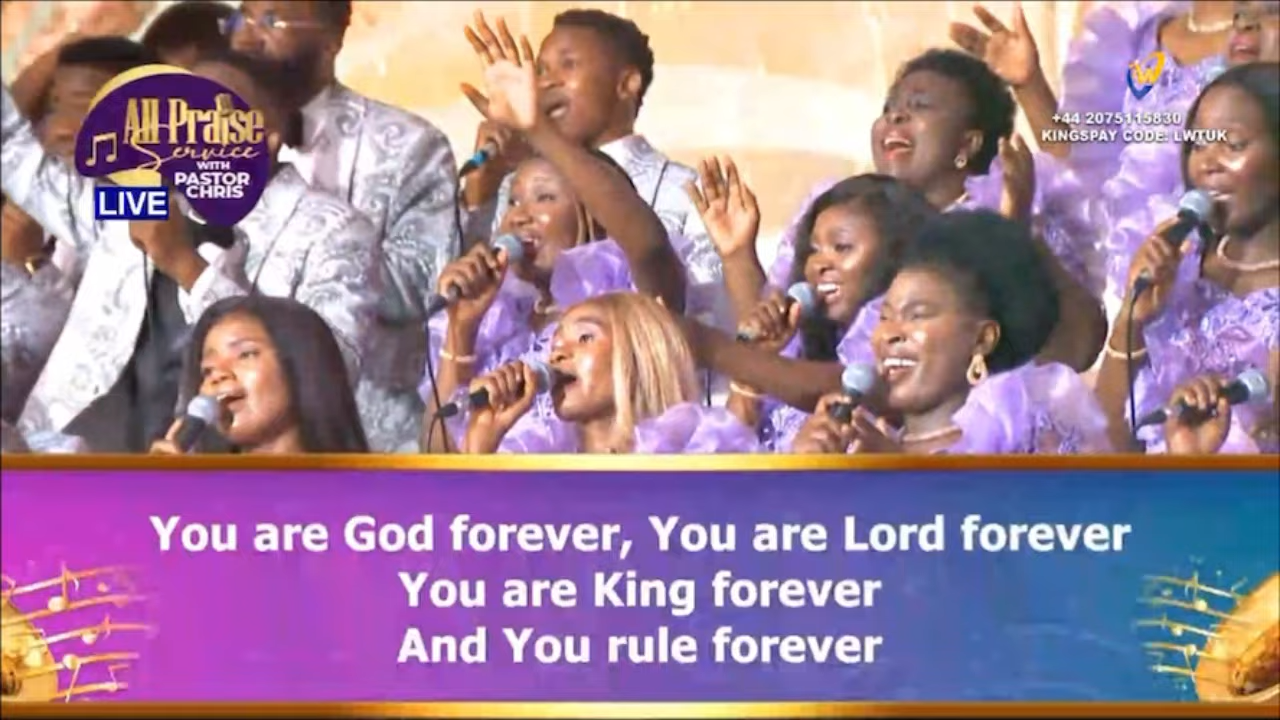 All Praise
Service
WITH
PASTOR
CHRIS
LIVE
W
+44 2075115830
KINGSPAY CODE: LWTUK
You are God forever, You are Lord forever
You are King forever
And You rule forever